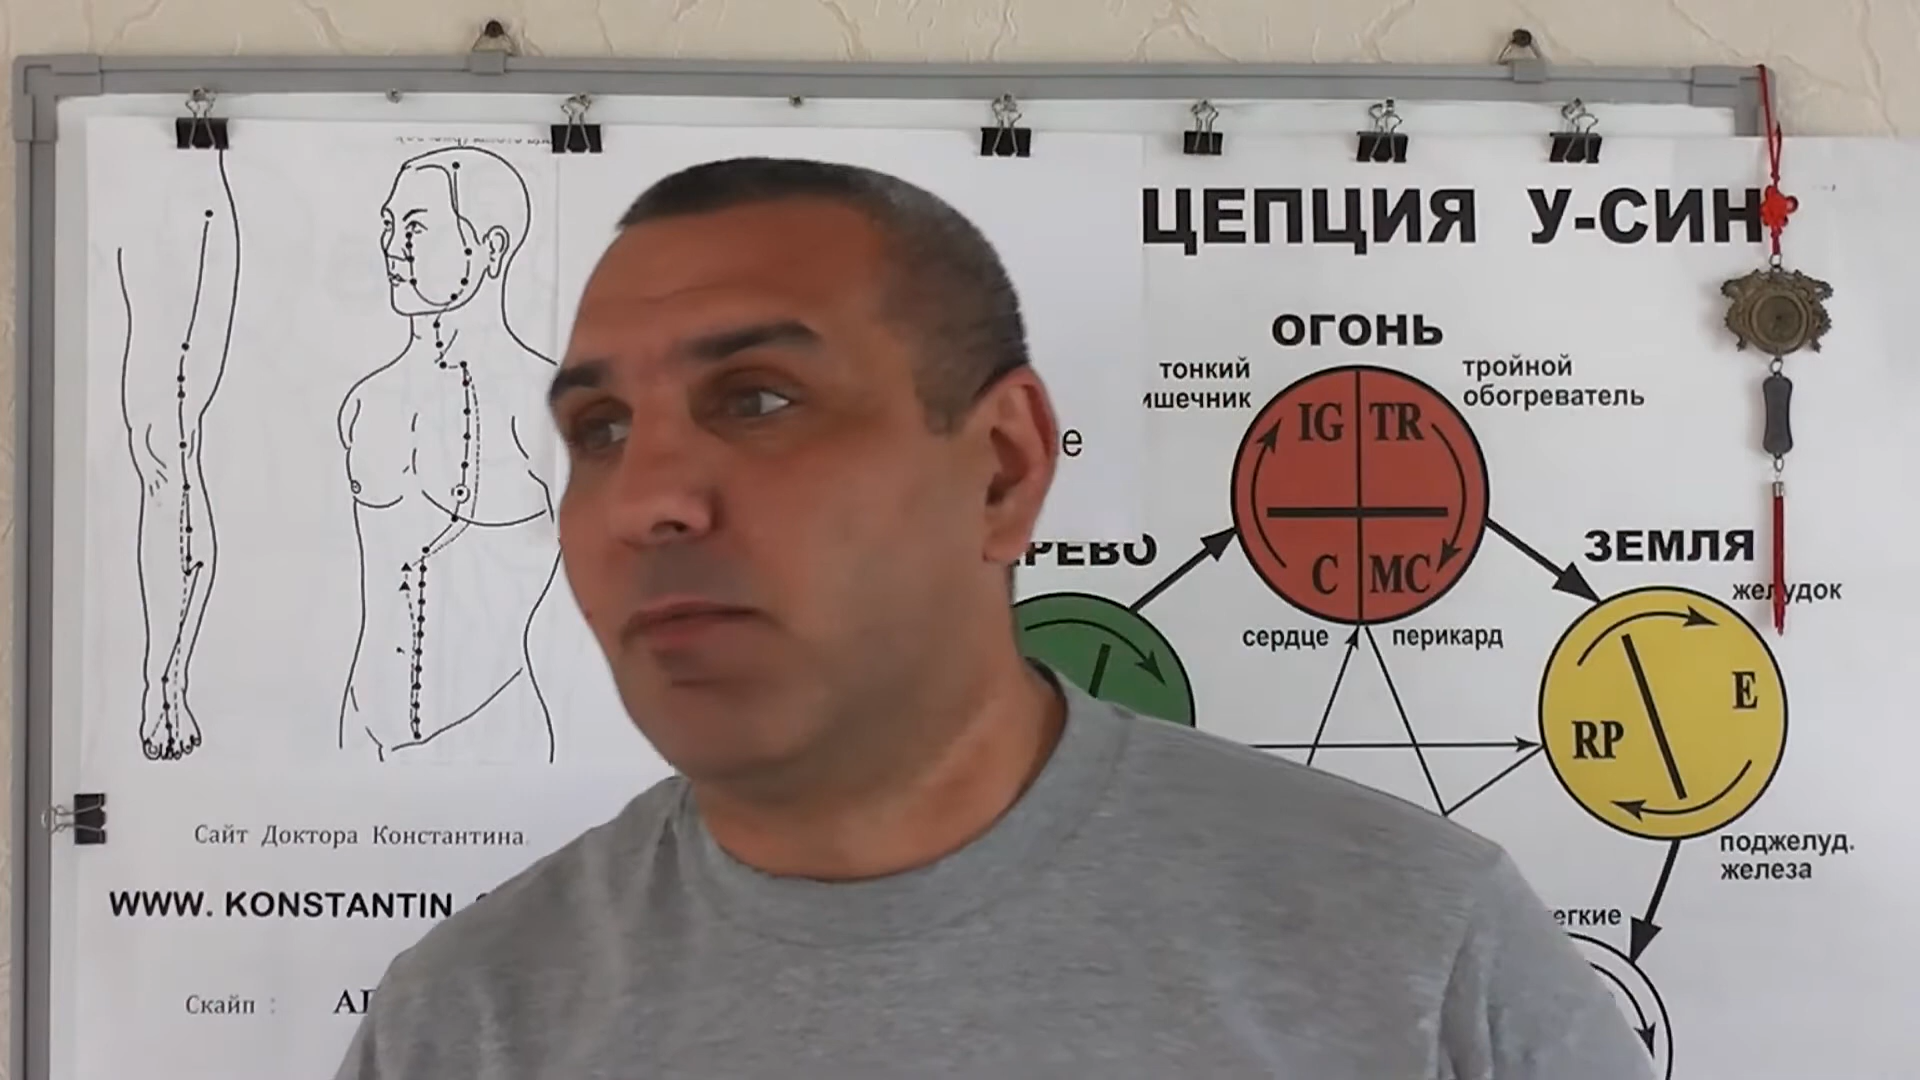 ЦЕПЦИЯ У-СИН
ОГОНЬ
тонкий
ишечник
тройной
обогреватель
IG TR
C MC
е
РЕВО
сердце
перикард
ЗЕМЛЯ
желудок
RP E
поджелуд.
железа
егкие
Сайт Доктора Константина
WWW. KONSTANTIN
Скайп :